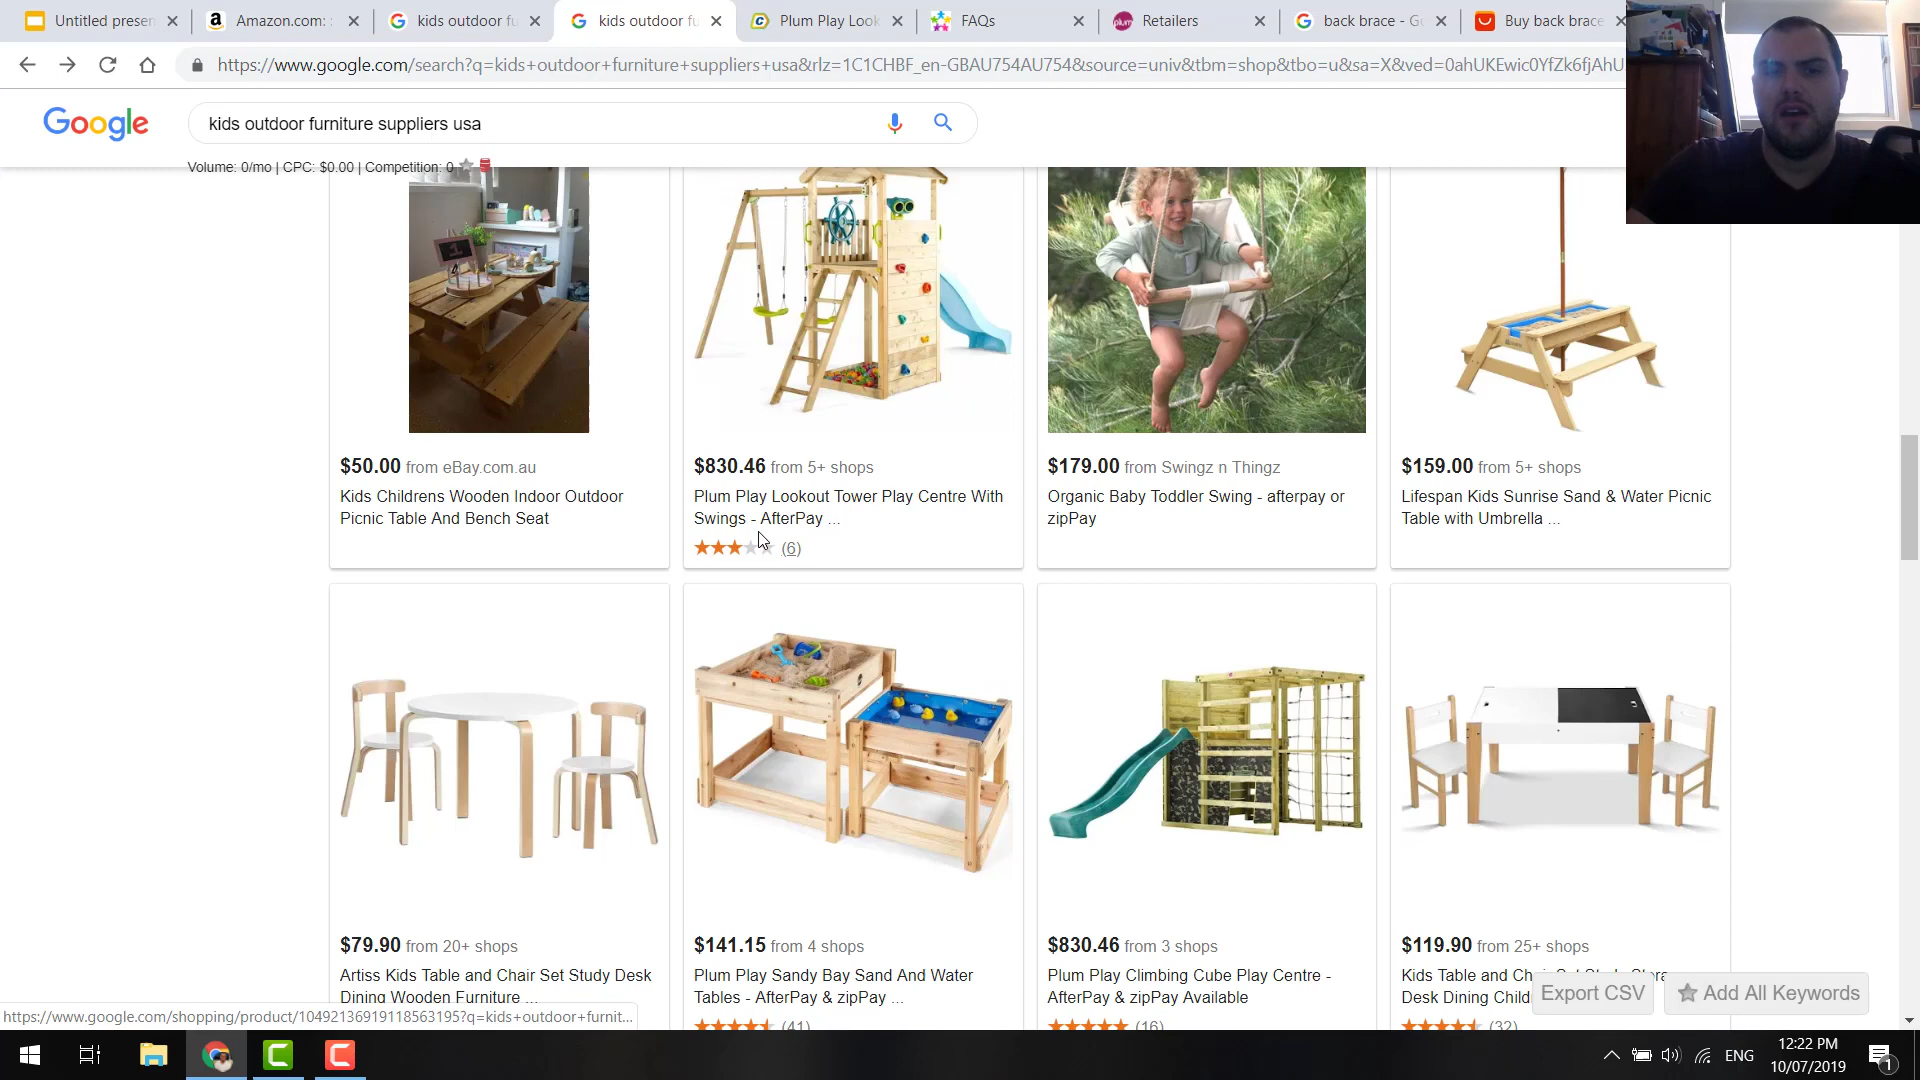 Untitled presen
Amazon.com:
kids outdoor fu
kids outdoor fu
Plum Play Look
FAQs
Retailers
back brace - G
Buy back brace
https://www.google.com/search?q=kids+outdoor+furniture+suppliers+usa&rlz=1C1CHBF_en-GBAU754AU754&source=univ&tbm=shop&tbo=u&sa=X&ved=0ahUKEwic0YfZk6fjAhU
Google
kids outdoor furniture suppliers usa
Volume: 0/mo | CPC: $0.00 | Competition: 0
$50.00 from eBay.com.au
Kids Childrens Wooden Indoor Outdoor
Picnic Table And Bench Seat
$830.46 from 5+ shops
Plum Play Lookout Tower Play Centre With
Swings - AfterPay ...
(6)
$179.00 from Swingz n Thingz
Organic Baby Toddler Swing - afterpay or
zipPay
$159.00 from 5+ shops
Lifespan Kids Sunrise Sand & Water Picnic
Table with Umbrella ...
$79.90 from 20+ shops
Artiss Kids Table and Chair Set Study Desk
Dining Wooden Furniture ...
$141.15 from 4 shops
Plum Play Sandy Bay Sand And Water
Tables - AfterPay & zipPay ...
(41)
$830.46 from 3 shops
Plum Play Climbing Cube Play Centre -
AfterPay & zipPay Available
(16)
$119.90 from 25+ shops
Kids Table and Chair Set Study Stora
Desk Dining Childr
(32)
Export CSV
Add All Keywords
https://www.google.com/shopping/product/10492136919118563195?q=kids+outdoor+furnit...
ENG
12:22 PM
10/07/2019
1